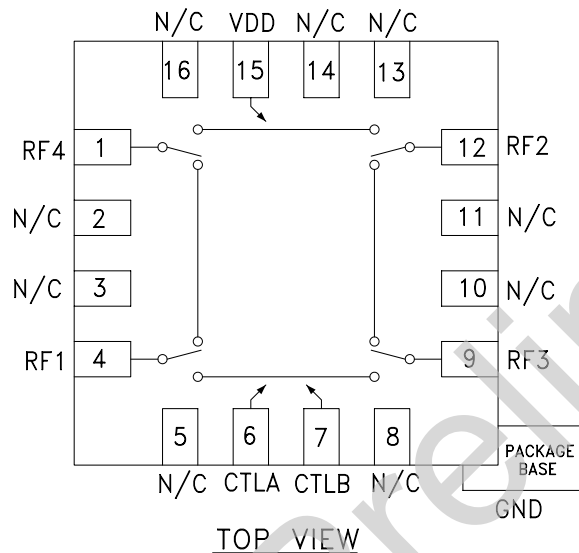 N/C VDD N/C N/C
16 15 14 13
RF4 1 12 RF2
N/C 2 11 N/C
N/C 3 10 N/C
RF1 4 9 RF3
5 6 7 8
N/C CTLA CTLB N/C
PACKAGE
BASE
GND
TOP VIEW